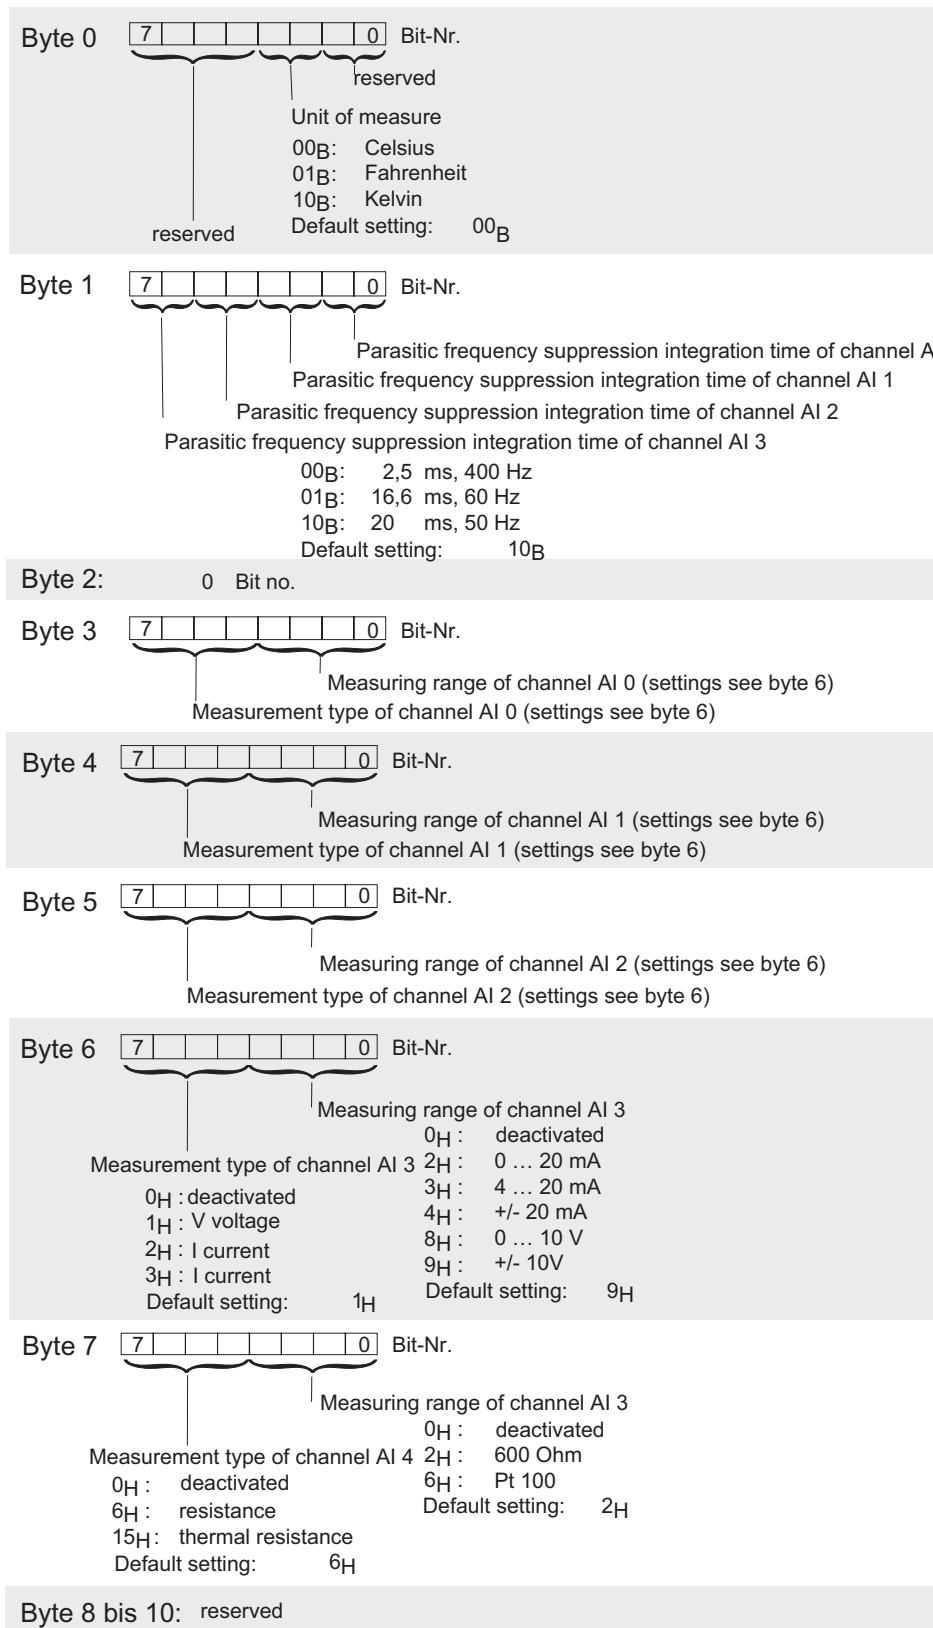 Byte 0 7 0 Bit-Nr.
reserved
Unit of measure
00B: Celsius
01B: Fahrenheit
10B: Kelvin
Default setting: 00B
reserved
Byte 1 7 0 Bit-Nr.
Parasitic frequency suppression integration time of channel A
Parasitic frequency suppression integration time of channel AI 1
Parasitic frequency suppression integration time of channel AI 2
Parasitic frequency suppression integration time of channel AI 3
00B: 2,5 ms, 400 Hz
01B: 16,6 ms, 60 Hz
10B: 20 ms, 50 Hz
Default setting: 10B
Byte 2: 0 Bit no.
Byte 3 7 0 Bit-Nr.
Measuring range of channel AI 0 (settings see byte 6)
Measurement type of channel AI 0 (settings see byte 6)
Byte 4 7 0 Bit-Nr.
Measuring range of channel AI 1 (settings see byte 6)
Measurement type of channel AI 1 (settings see byte 6)
Byte 5 7 0 Bit-Nr.
Measuring range of channel AI 2 (settings see byte 6)
Measurement type of channel AI 2 (settings see byte 6)
Byte 6 7 0 Bit-Nr.
Measuring range of channel AI 3
0H : deactivated
2H : 0 … 20 mA
3H : 4 … 20 mA
4H : +/- 20 mA
8H : 0 … 10 V
9H : +/- 10V
Default setting: 9H
Measurement type of channel AI 3
0H : deactivated
1H : V voltage
2H : I current
3H : I current
Default setting: 1H
Byte 7 7 0 Bit-Nr.
Measuring range of channel AI 3
0H : deactivated
2H : 600 Ohm
6H : Pt 100
Default setting: 2H
Measurement type of channel AI 4
0H : deactivated
6H : resistance
15H : thermal resistance
Default setting: 6H
Byte 8 bis 10: reserved